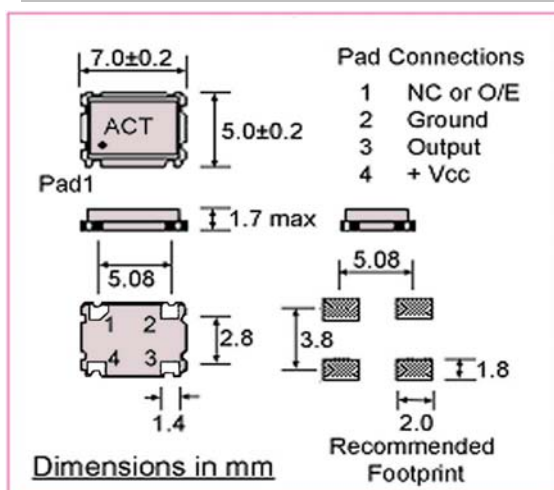 7.0±0.2
Pad Connections
1 NC or O/E
2 Ground
3 Output
4 + Vcc
ACT
5.0±0.2
Pad1
1.7 max
5.08
5.08
1 2
4 3
2.8
3.8
1.8
1.4
2.0
Recommended
Footprint
Dimensions in mm